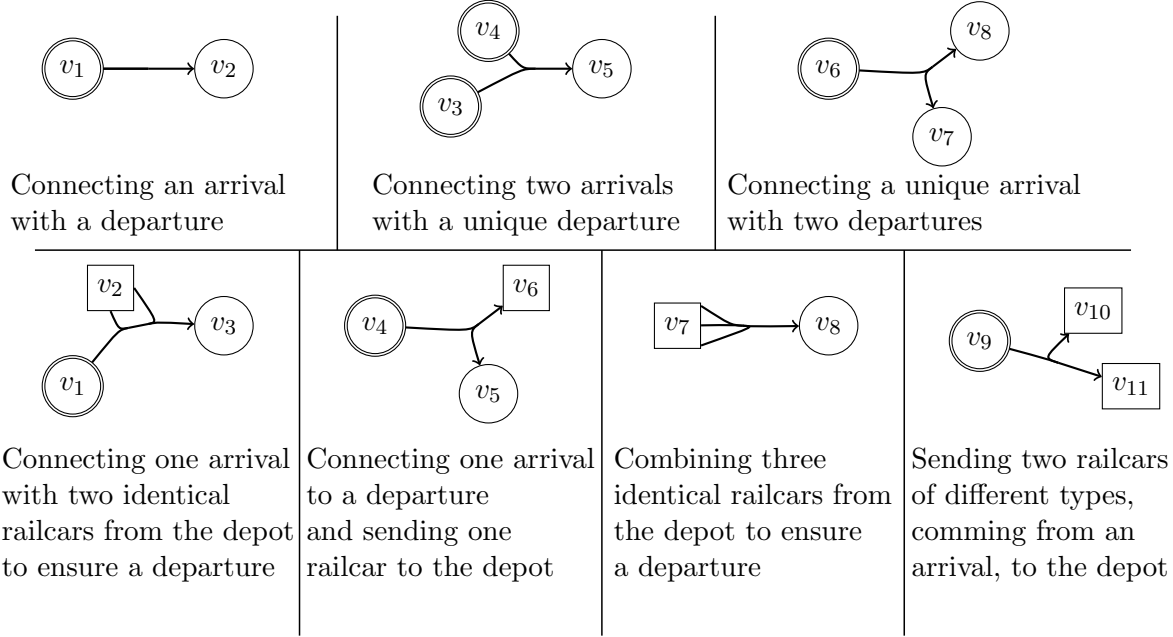 v1
v2
Connecting an arrival
with a departure
v4
v3
v5
Connecting two arrivals
with a unique departure
v6
v8
v7
Connecting a unique arrival
with two departures
v2
v3
v1
Connecting one arrival
with two identical
railcars from the depot
to ensure a departure
v6
v4
v5
Connecting one arrival
to a departure
and sending one
railcar to the depot
v7
v8
Combining three
identical railcars from
the depot to ensure
a departure
v10
v9
v11
Sending two railcars
of different types,
comming from an
arrival, to the depot